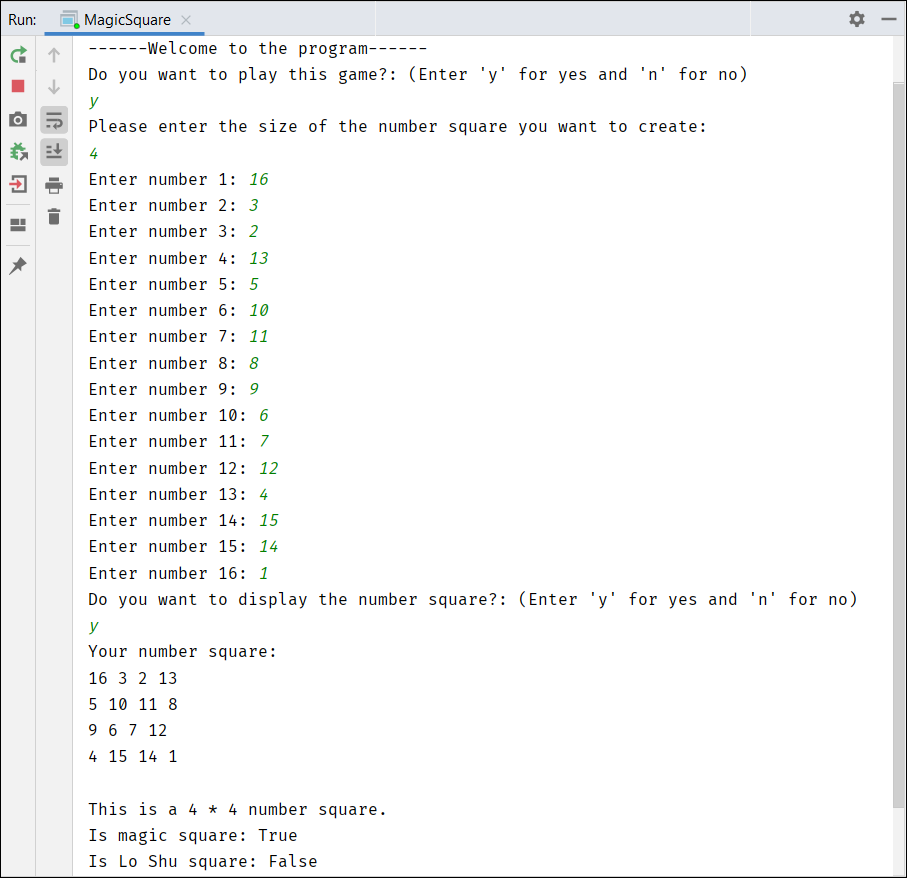 Run: MagicSquare
------Welcome to the program------
Do you want to play this game?: (Enter 'y' for yes and 'n' for no)
y
Please enter the size of the number square you want to create:
4
Enter number 1: 16
Enter number 2: 3
Enter number 3: 2
Enter number 4: 13
Enter number 5: 5
Enter number 6: 10
Enter number 7: 11
Enter number 8: 8
Enter number 9: 9
Enter number 10: 6
Enter number 11: 7
Enter number 12: 12
Enter number 13: 4
Enter number 14: 15
Enter number 15: 14
Enter number 16: 1
Do you want to display the number square?: (Enter 'y' for yes and 'n' for no)
y
Your number square:
16 3 2 13
5 10 11 8
9 6 7 12
4 15 14 1
This is a 4 * 4 number square.
Is magic square: True
Is Lo Shu square: False